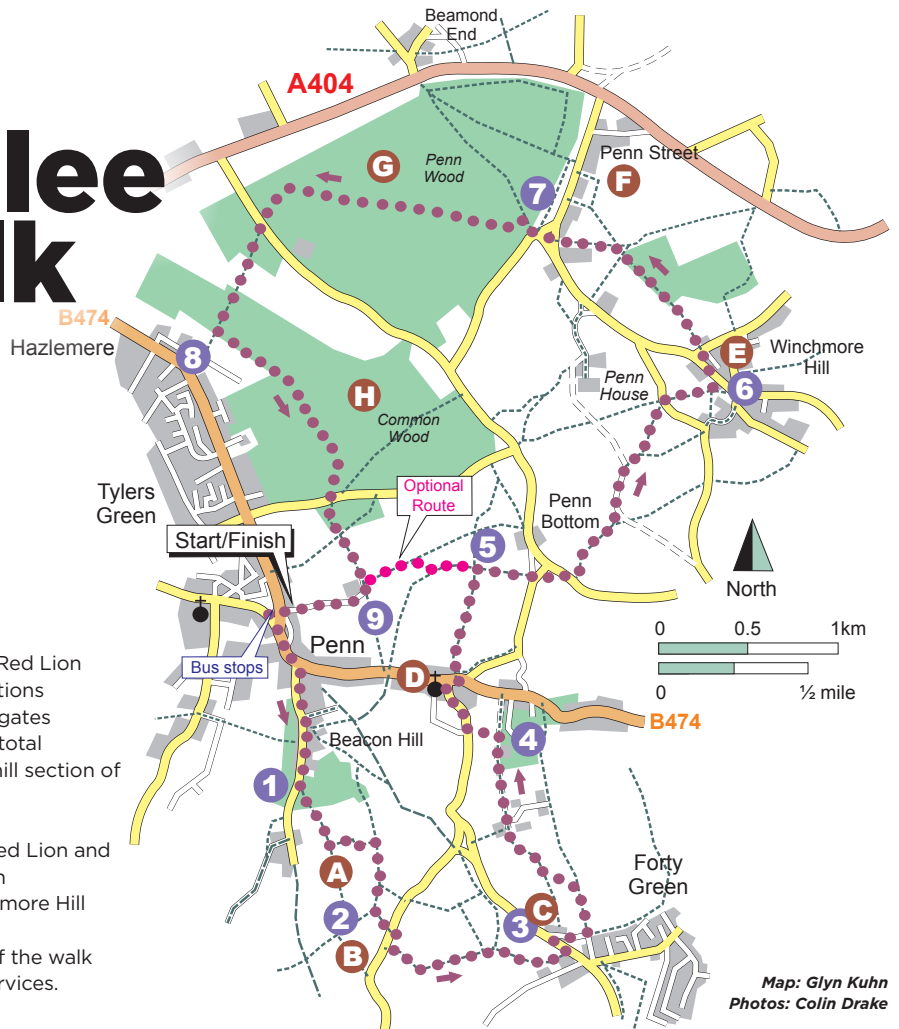 Beamond
End
A404
lee
lk
G
Penn
Wood
Penn Street
F
7
B474
Hazlemere
8
E
Winchmore
Hill
6
Penn
House
H
Common
Wood
Optional
Route
Tylers
Green
Penn
Bottom
Start/Finish
5
North
9
0 0.5 1km
0 ½ mile
Penn
Bus stops
D
B474
Red Lion
tions
gates
total
hill section of
Beacon Hill
4
1
ed Lion and
n
more Hill
f the walk
rvices.
A
2
B
3
C
Forty
Green
Map: Glyn Kuhn
Photos: Colin Drake